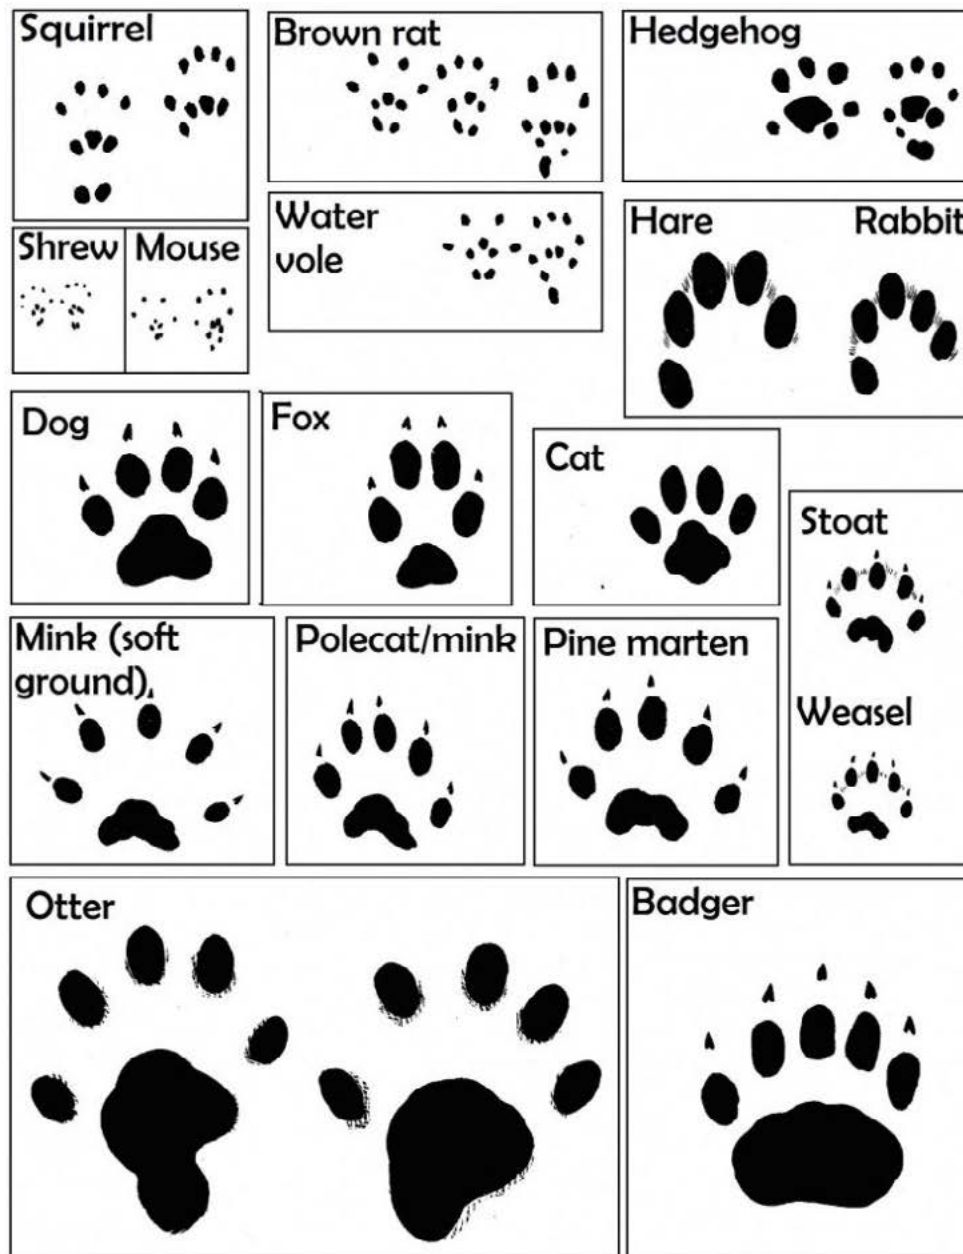 Squirrel
Brown rat
Hedgehog
Shrew
Mouse
Water
vole
Hare
Rabbit
Dog
Fox
Cat
Stoat
Mink (soft
ground)
Polecat/mink
Pine marten
Weasel
Otter
Badger